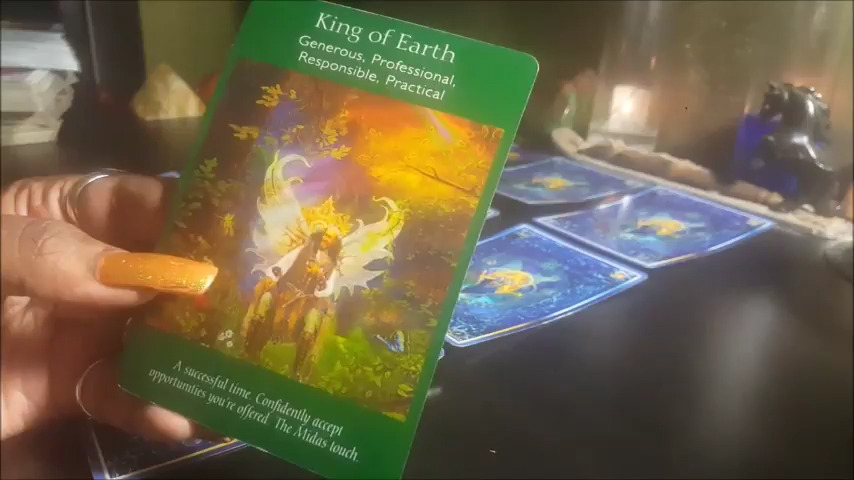 King of Earth
Generous, Professional,
Responsible, Practical
A successful time. Confidently accept
opportunities you're offered. The Midas touch.